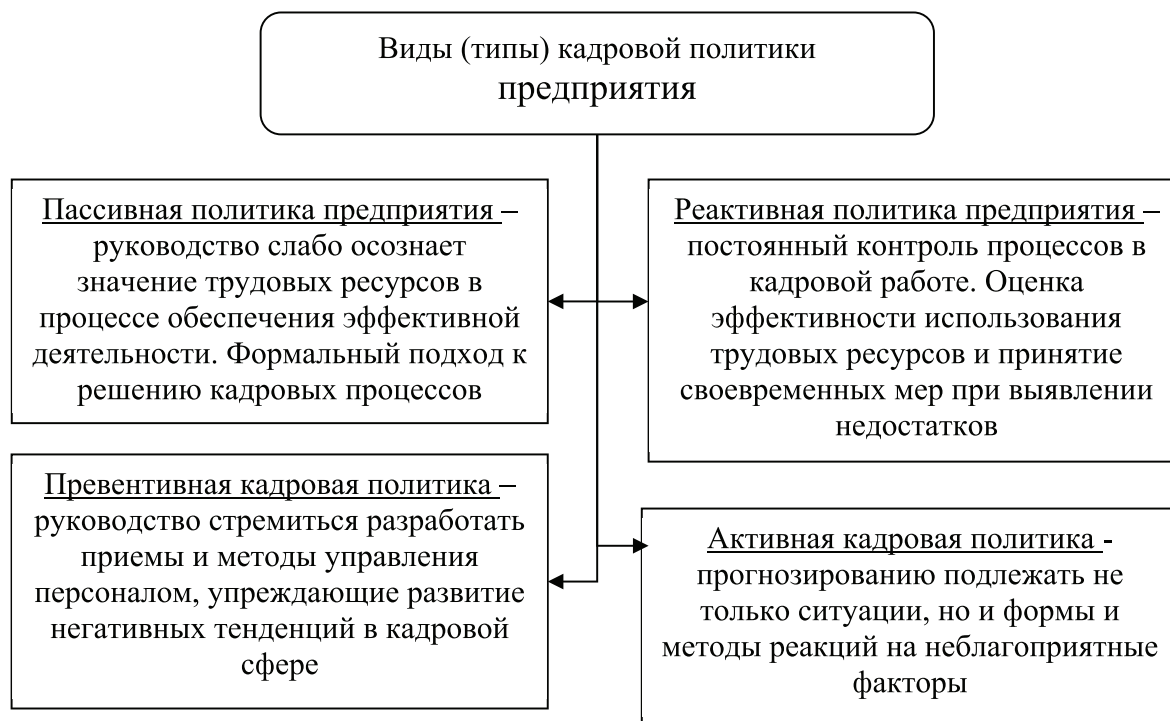 Виды (типы) кадровой политики
предприятия
Пассивная политика предприятия –
руководство слабо осознает
значение трудовых ресурсов в
процессе обеспечения эффективной
деятельности. Формальный подход к
решению кадровых процессов
Реактивная политика предприятия –
постоянный контроль процессов в
кадровой работе. Оценка
эффективности использования
трудовых ресурсов и принятие
своевременных мер при выявлении
недостатков
Превентивная кадровая политика –
руководство стремиться разработать
приемы и методы управления
персоналом, упреждающие развитие
негативных тенденций в кадровой
сфере
Активная кадровая политика -
прогнозированию подлежать не
только ситуации, но и формы и
методы реакций на неблагоприятные
факторы